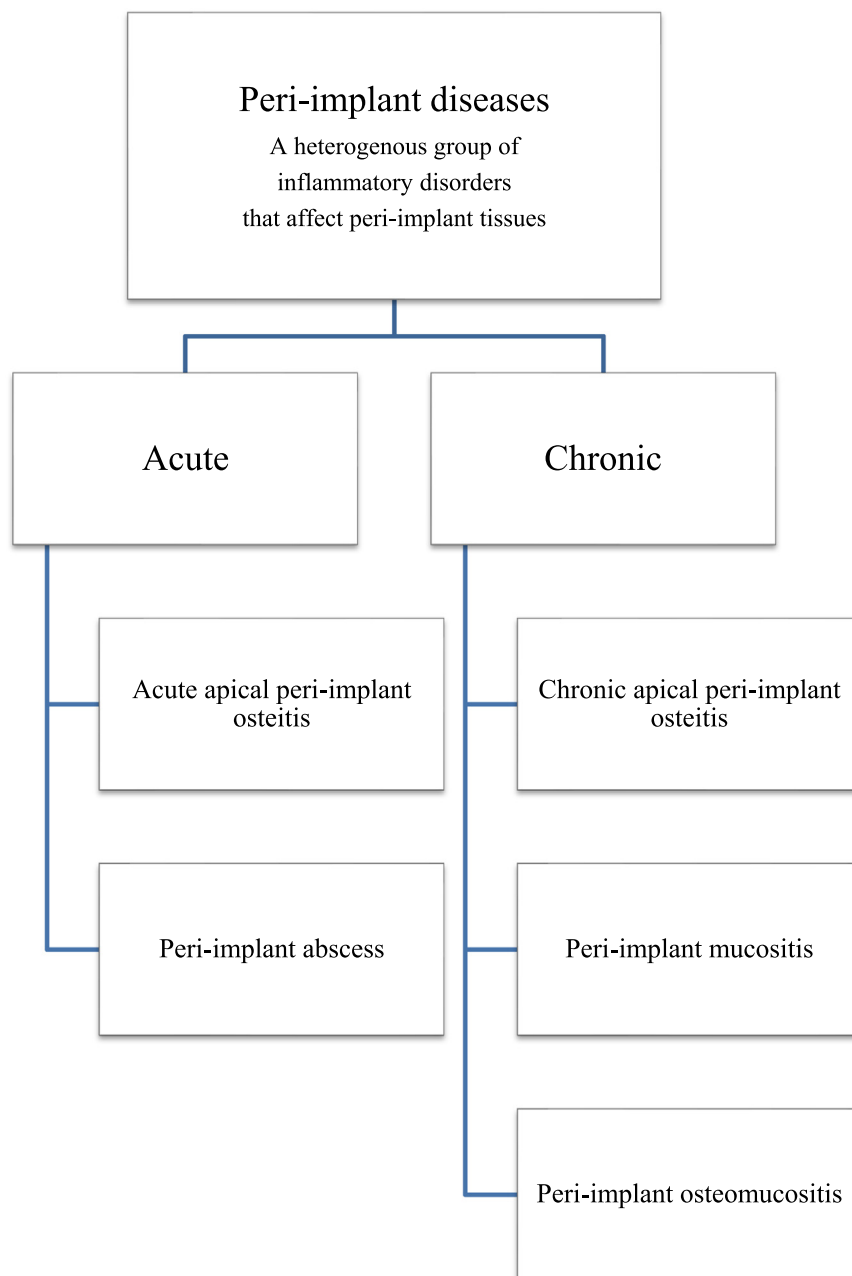 Peri-implant diseases
A heterogenous group of
inflammatory disorders
that affect peri-implant tissues
Acute
Chronic
Acute apical peri-implant
osteitis
Chronic apical peri-implant
osteitis
Peri-implant abscess
Peri-implant mucositis
Peri-implant osteomucositis